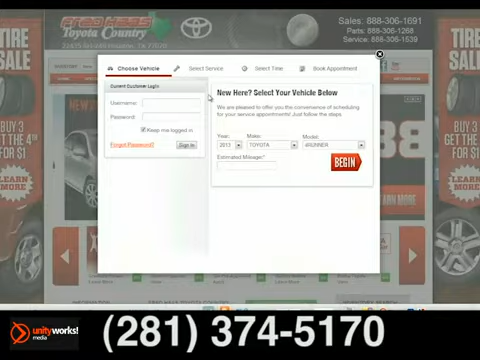 FRED HAAS
Toyota Country
Sales: 888-306-1691
Parts: 888-306-1268
Service: 888-306-1539
TIRE
SALE
BUY 3
GET THE 4TH
FOR $1
LEARN
MORE
Choose Vehicle
Select Service
Select Time
Book Appointment
Current Customer Login
Username:
Password:
Keep me logged in
Forgot Password?
Sign In
New Here? Select Your Vehicle Below
We are pleased to offer you the convenience of scheduling
for your service appointments! Just follow the steps
Year:
Make:
Model:
2013
TOYOTA
4RUNNER
Estimated Mileage:*
BEGIN
TIRE
SALE
BUY 3
GET THE
FOR $1
LEARN
MORE
unityworks!
media
(281) 374-5170